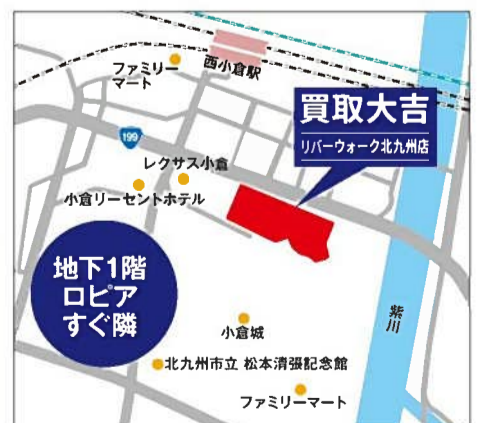 西小倉駅
ファミリー
マート
買取大吉
リバーウォーク北九州店
199
レクサス小倉
小倉リーセントホテル
地下1階
ロピア
すぐ隣
紫川
小倉城
北九州市立 松本清張記念館
ファミリーマート